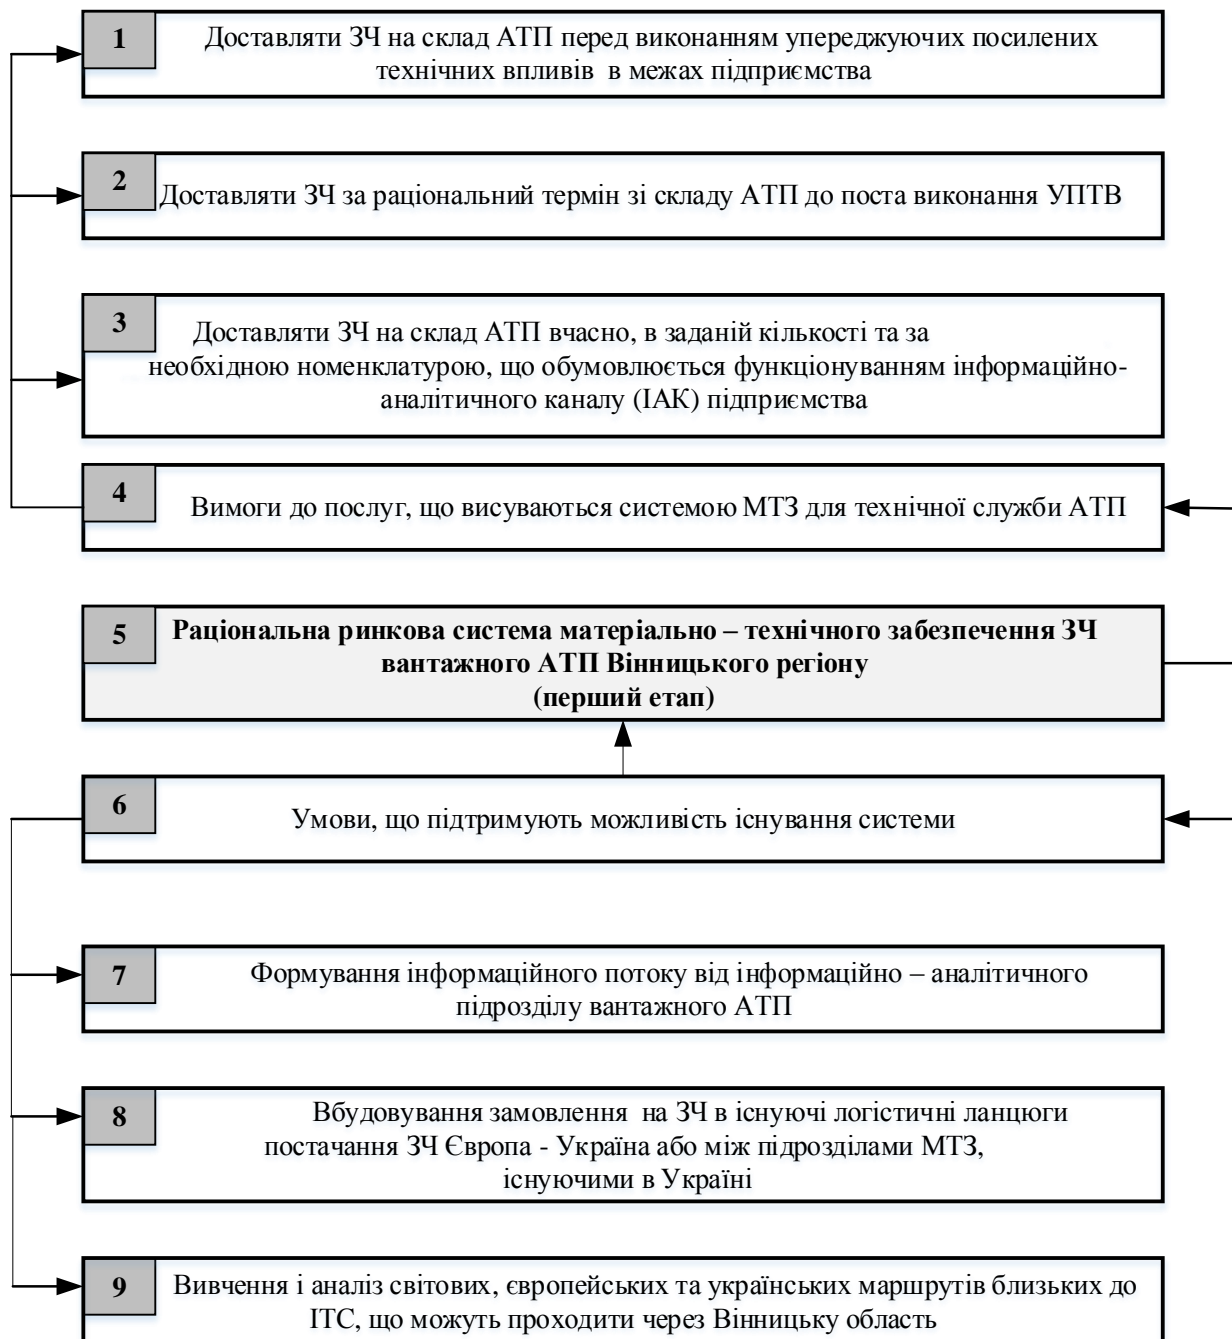 1
Доставляти ЗЧ на склад АТП перед виконанням упереджуючих посилених
технічних впливів в межах підприємства
2
Доставляти ЗЧ за раціональний термін зі складу АТП до поста виконання УПТВ
3
Доставляти ЗЧ на склад АТП вчасно, в заданій кількості та за
необхідною номенклатурою, що обумовлюється функціонуванням інформаційно-
аналітичного каналу (ІАК) підприємства
4
Вимоги до послуг, що висуваються системою МТЗ для технічної служби АТП
5
Раціональна ринкова система матеріально – технічного забезпечення ЗЧ
вантажного АТП Вінницького регіону
(перший етап)
6
Умови, що підтримують можливість існування системи
7
Формування інформаційного потоку від інформаційно – аналітичного
підрозділу вантажного АТП
8
Вбудовування замовлення на ЗЧ в існуючі логістичні ланцюги
постачання ЗЧ Європа - Україна або між підрозділами МТЗ,
існуючими в Україні
9
Вивчення і аналіз світових, європейських та українських маршрутів близьких до
ІТС, що можуть проходити через Вінницьку область